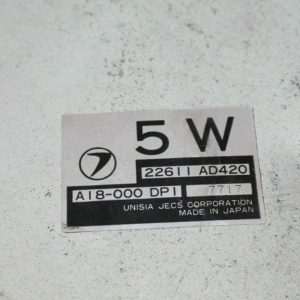 5 W
22611 AD420
A18-000 DP1 7717
UNISIA JECS CORPORATION
MADE IN JAPAN